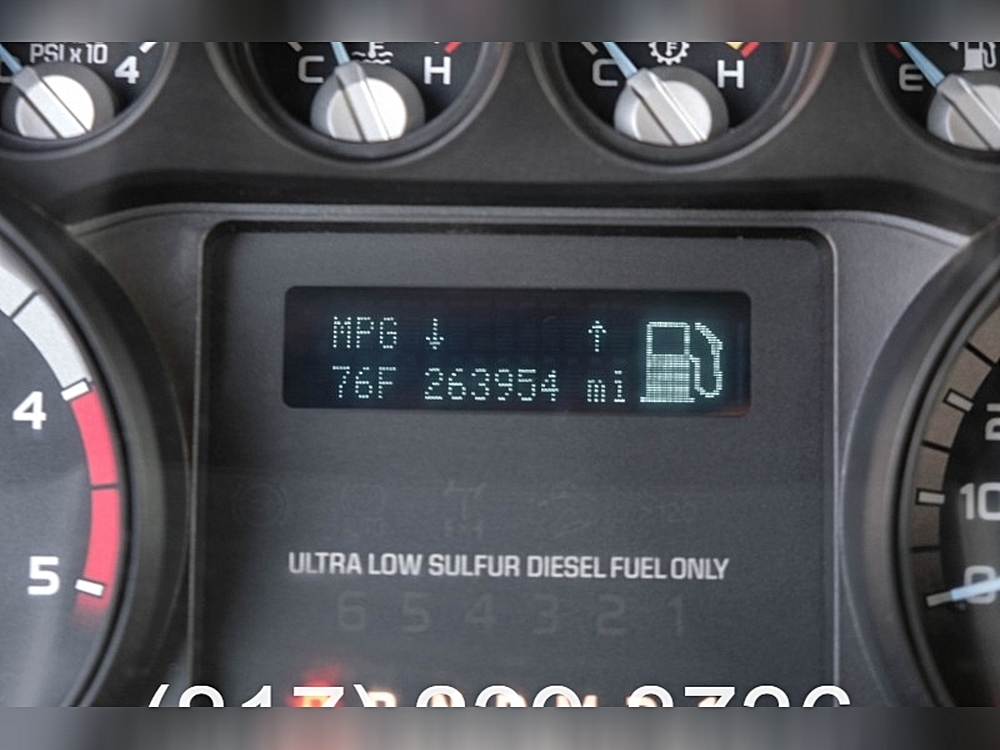 PSI x 10
4
C H
C H
E
MPG ↓ ↑
76F 263954 mi
4
5
10
0
ULTRA LOW SULFUR DIESEL FUEL ONLY
6 5 4 3 2 1